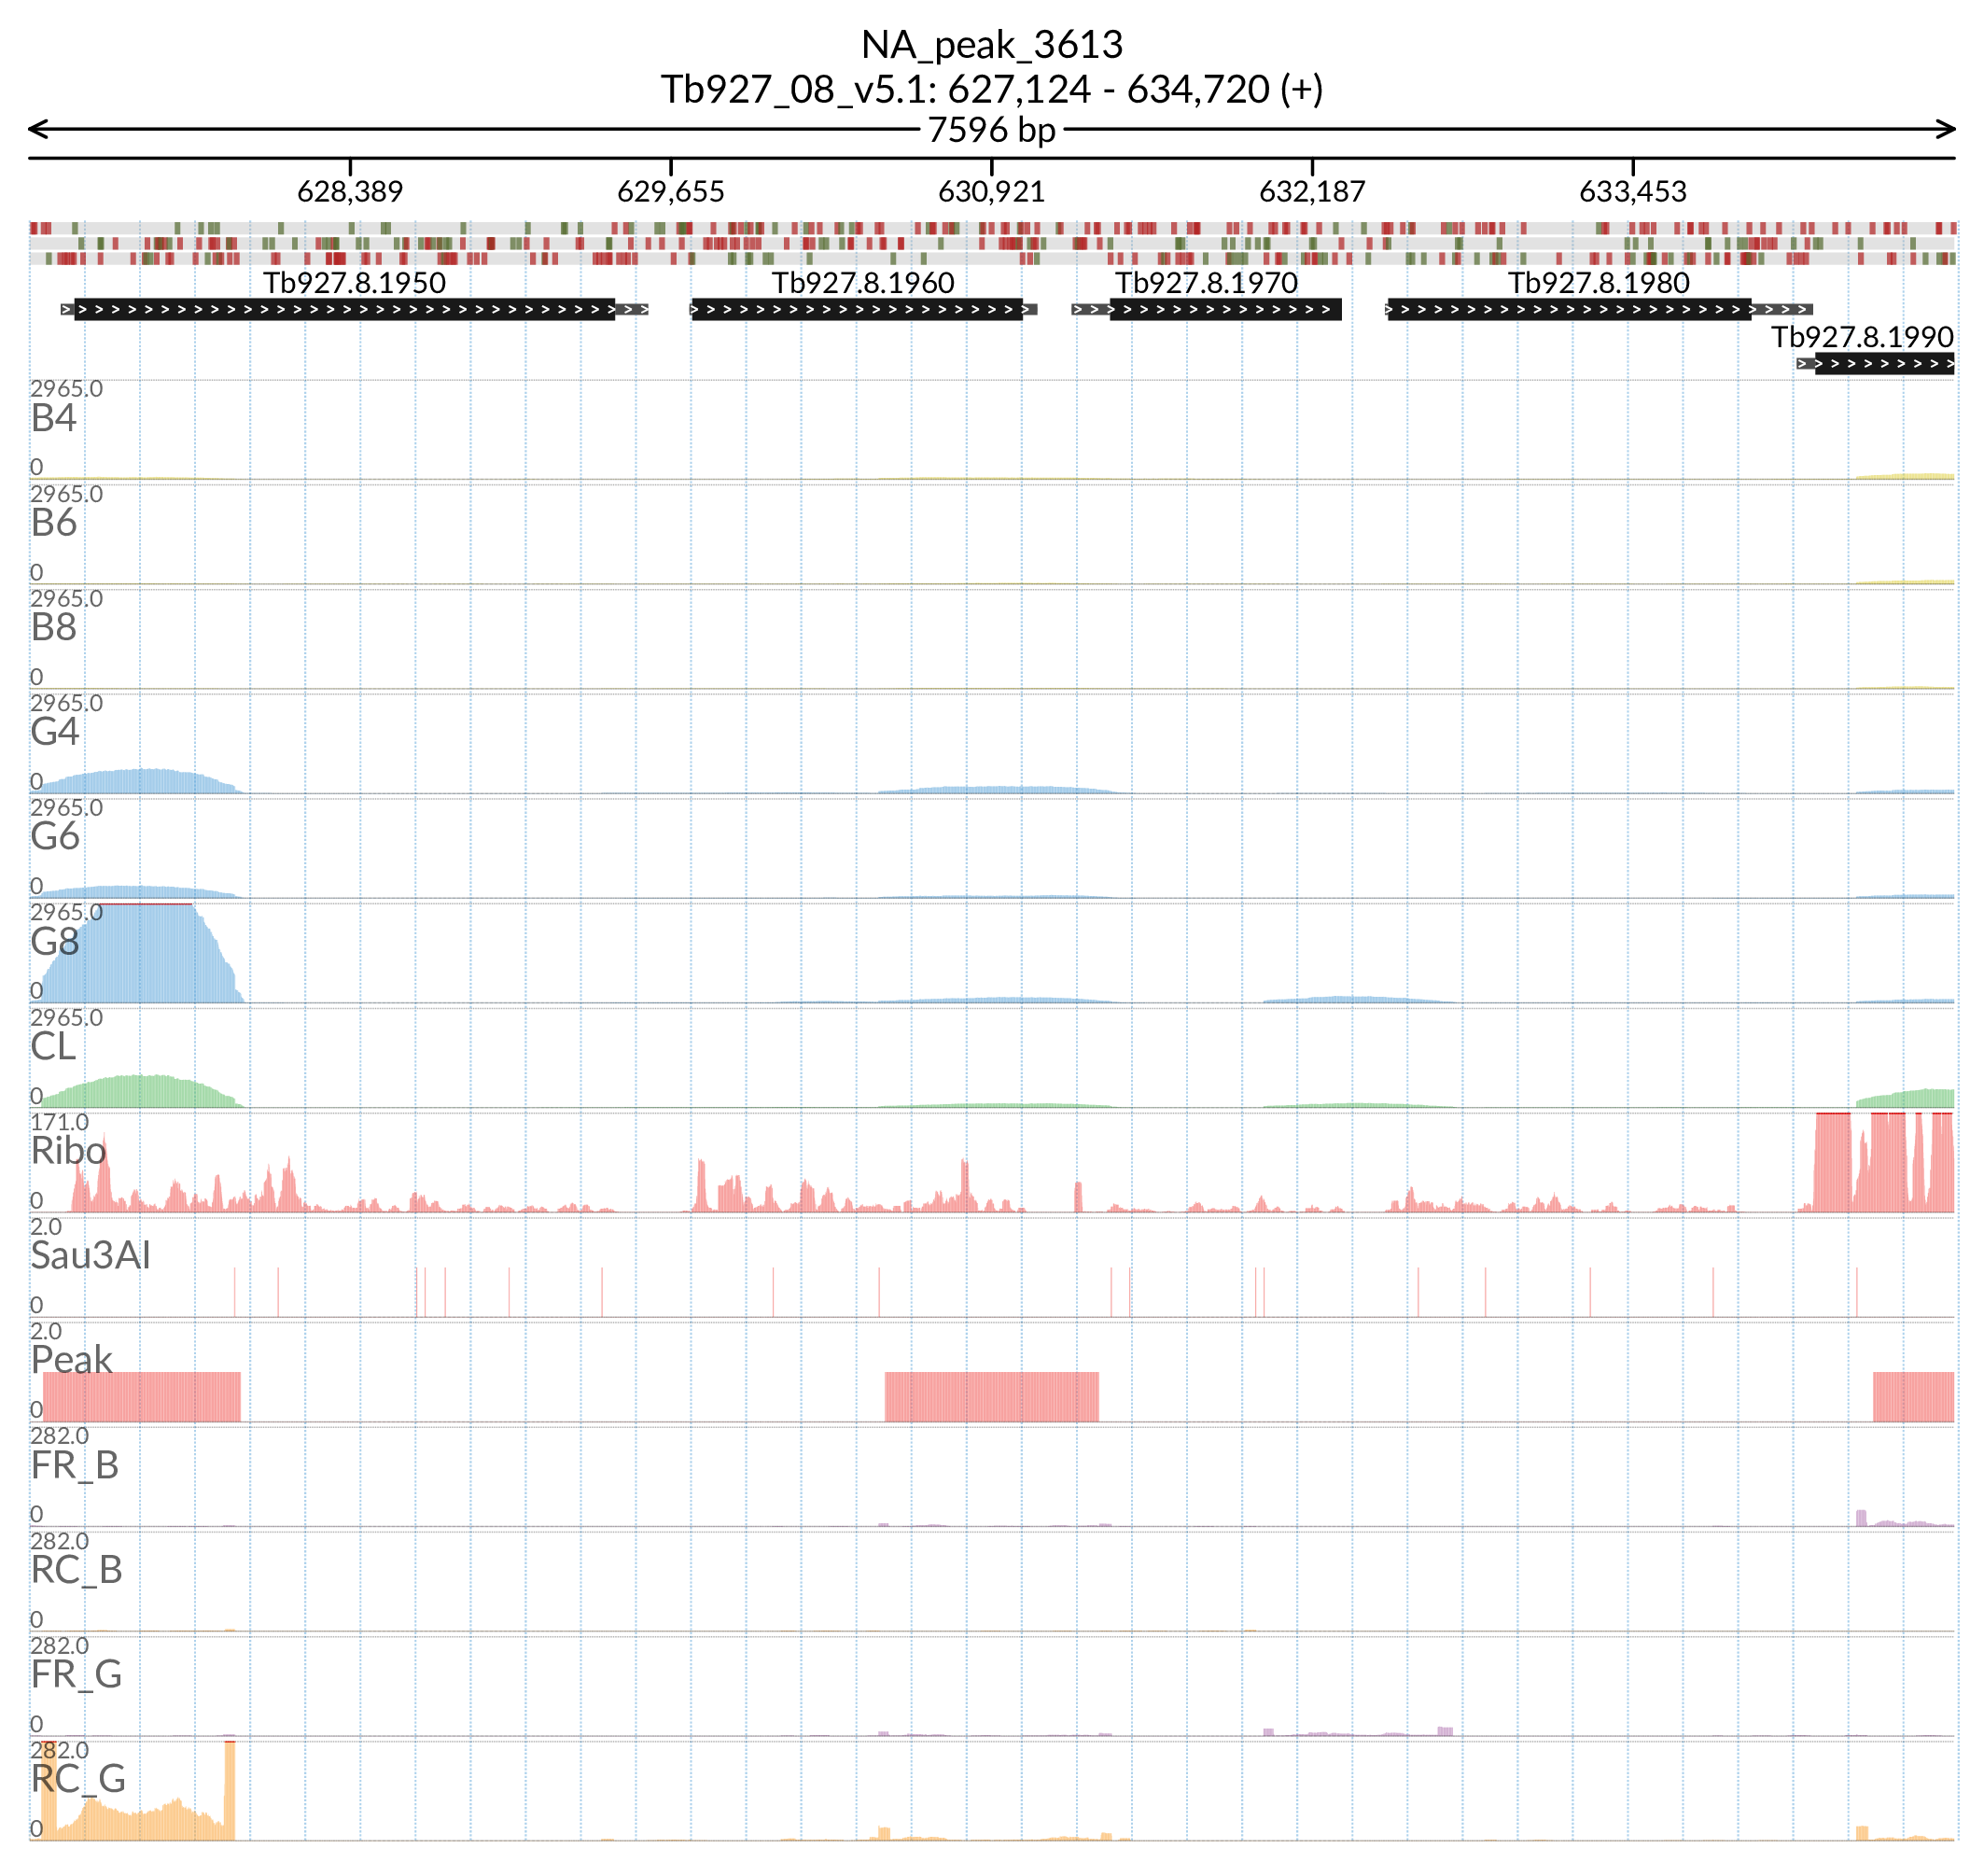 NA_peak_3613
Tb927_08_v5.1: 627,124 - 634,720 (+)
7596 bp
628,389 629,655 630,921 632,187 633,453
Tb927.8.1950 Tb927.8.1960 Tb927.8.1970 Tb927.8.1980
Tb927.8.1990
2965.0
B4
0
2965.0
B6
0
2965.0
B8
0
2965.0
G4
0
2965.0
G6
0
2965.0
G8
0
2965.0
CL
0
171.0
Ribo
0
2.0
Sau3AI
0
2.0
Peak
0
282.0
FR_B
0
282.0
RC_B
0
282.0
FR_G
0
282.0
RC_G
0